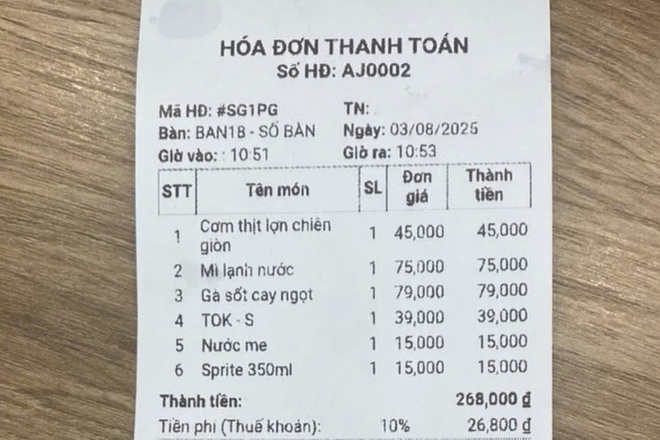 HÓA ĐƠN THANH TOÁN
Số HĐ: AJ0002
Mã HĐ: #SG1PG TN:
Bàn: BAN18 - SỐ BÀN Ngày: 03/08/2025
Giờ vào: : 10:51 Giờ ra: 10:53
STT Tên món SL Đơn giá Thành tiền
1 Cơm thịt lợn chiên giòn 1 45,000 45,000
2 Mì lạnh nước 1 75,000 75,000
3 Gà sốt cay ngọt 1 79,000 79,000
4 TOK - S 1 39,000 39,000
5 Nước me 1 15,000 15,000
6 Sprite 350ml 1 15,000 15,000
Thành tiền: 268,000 đ
Tiền phí (Thuế khoán): 10% 26,800 đ